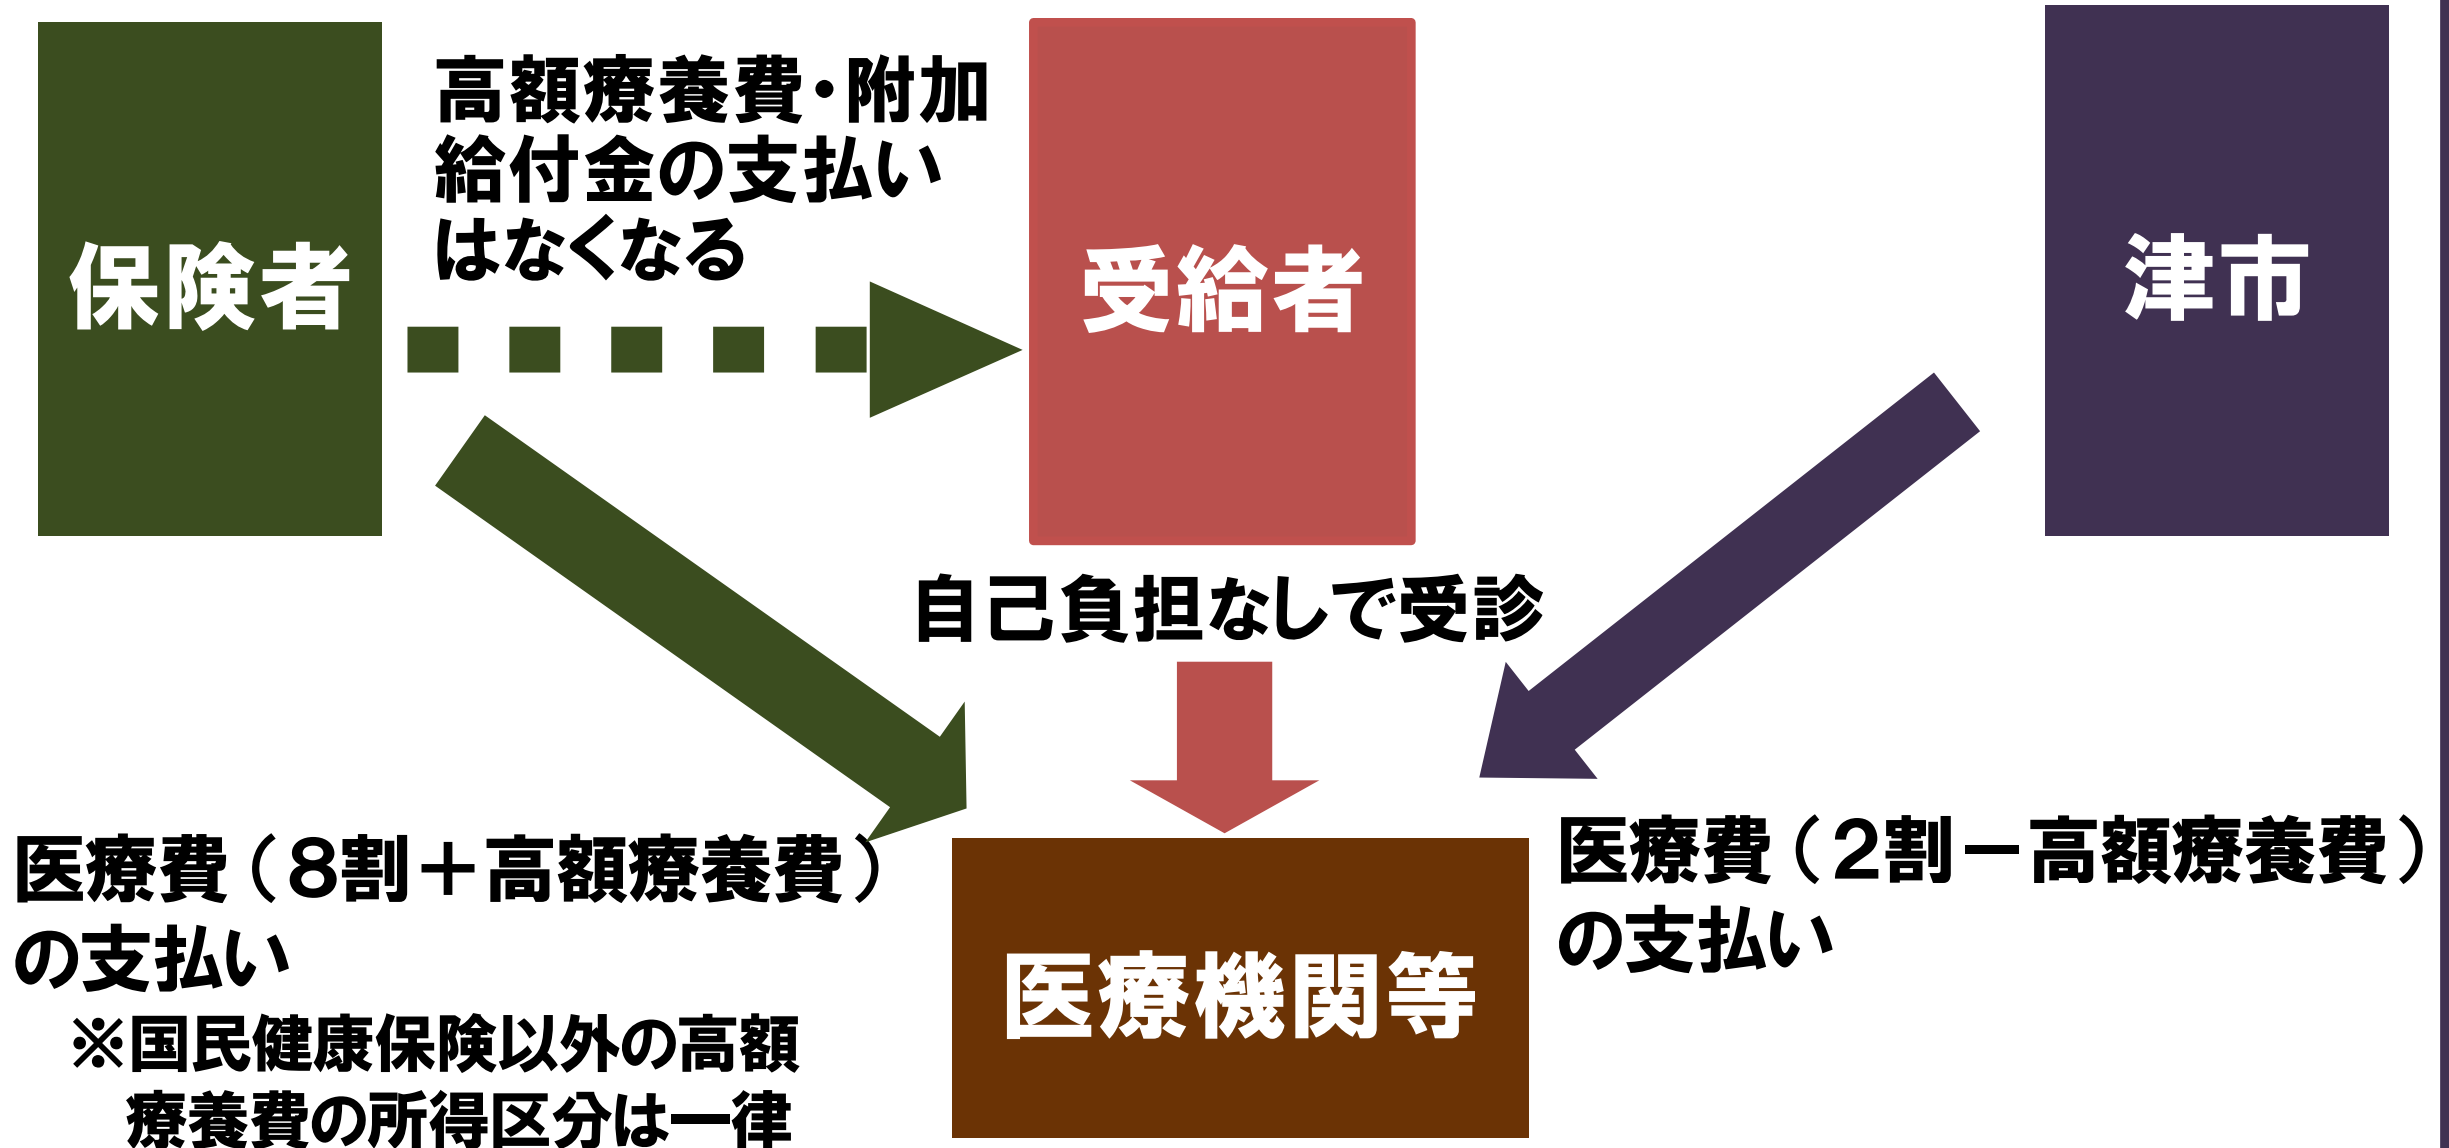 保険者
高額療養費・附加
給付金の支払い
はなくなる
受給者
津市
自己負担なしで受診
医療費（８割＋高額療養費）
の支払い
※国民健康保険以外の高額
療養費の所得区分は一律
医療機関等
医療費（２割－高額療養費）
の支払い